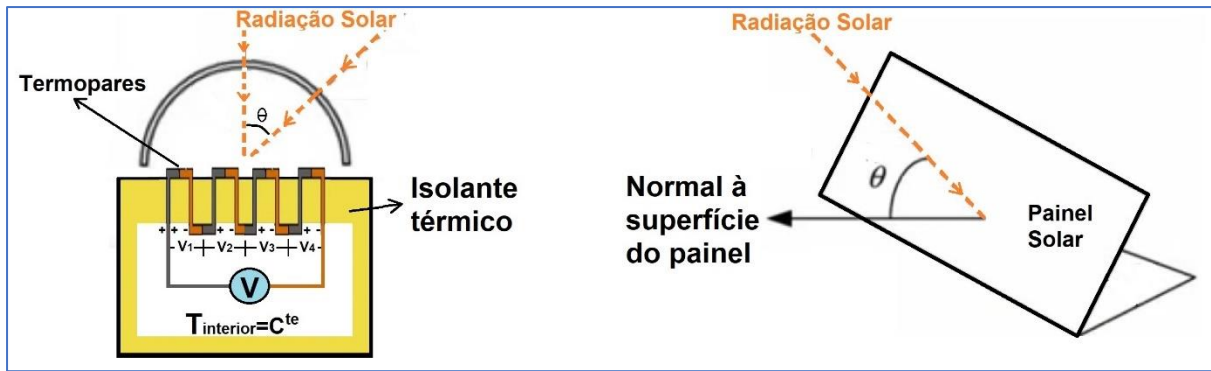 Radiação Solar
Termopares
θ
Isolante
térmico
+ + - + - + - + -
V1 V2 V3 V4
V
Tinterior=Cte
Radiação Solar
θ
Normal à
superfície
do painel
Painel
Solar